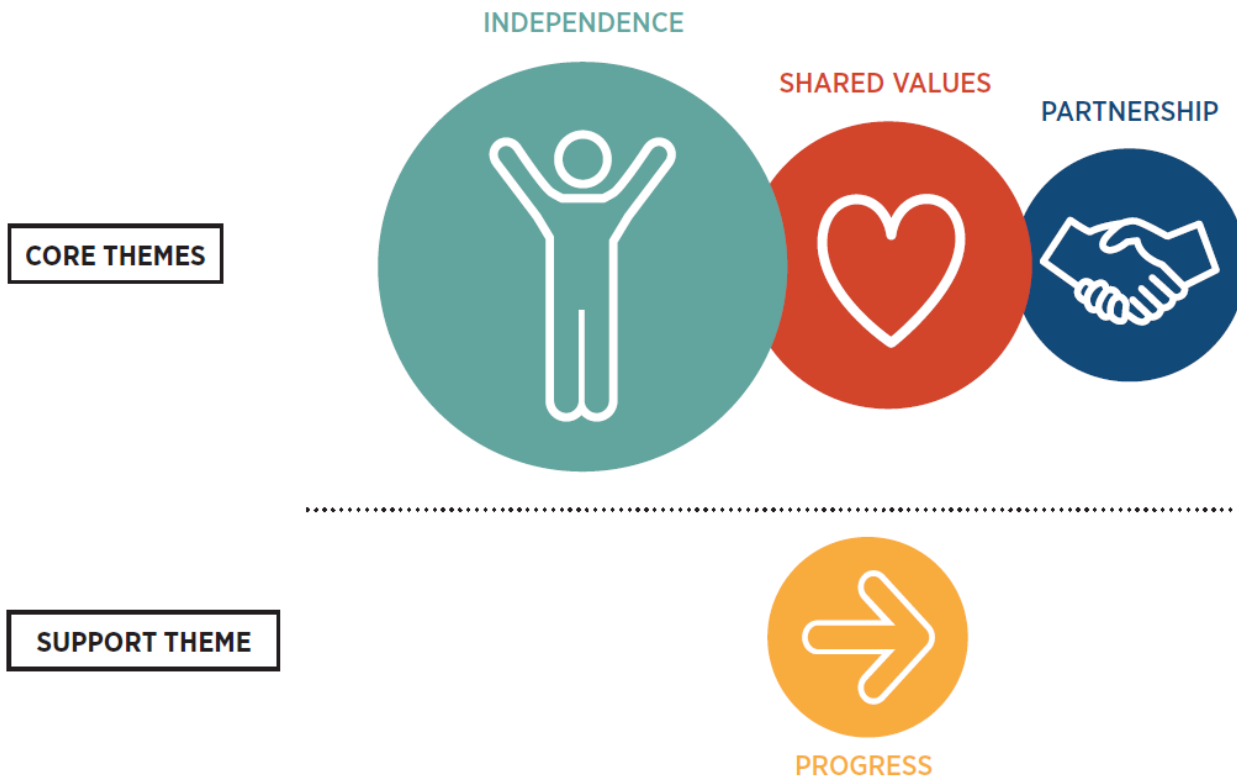 INDEPENDENCE
SHARED VALUES
PARTNERSHIP
CORE THEMES
SUPPORT THEME
PROGRESS